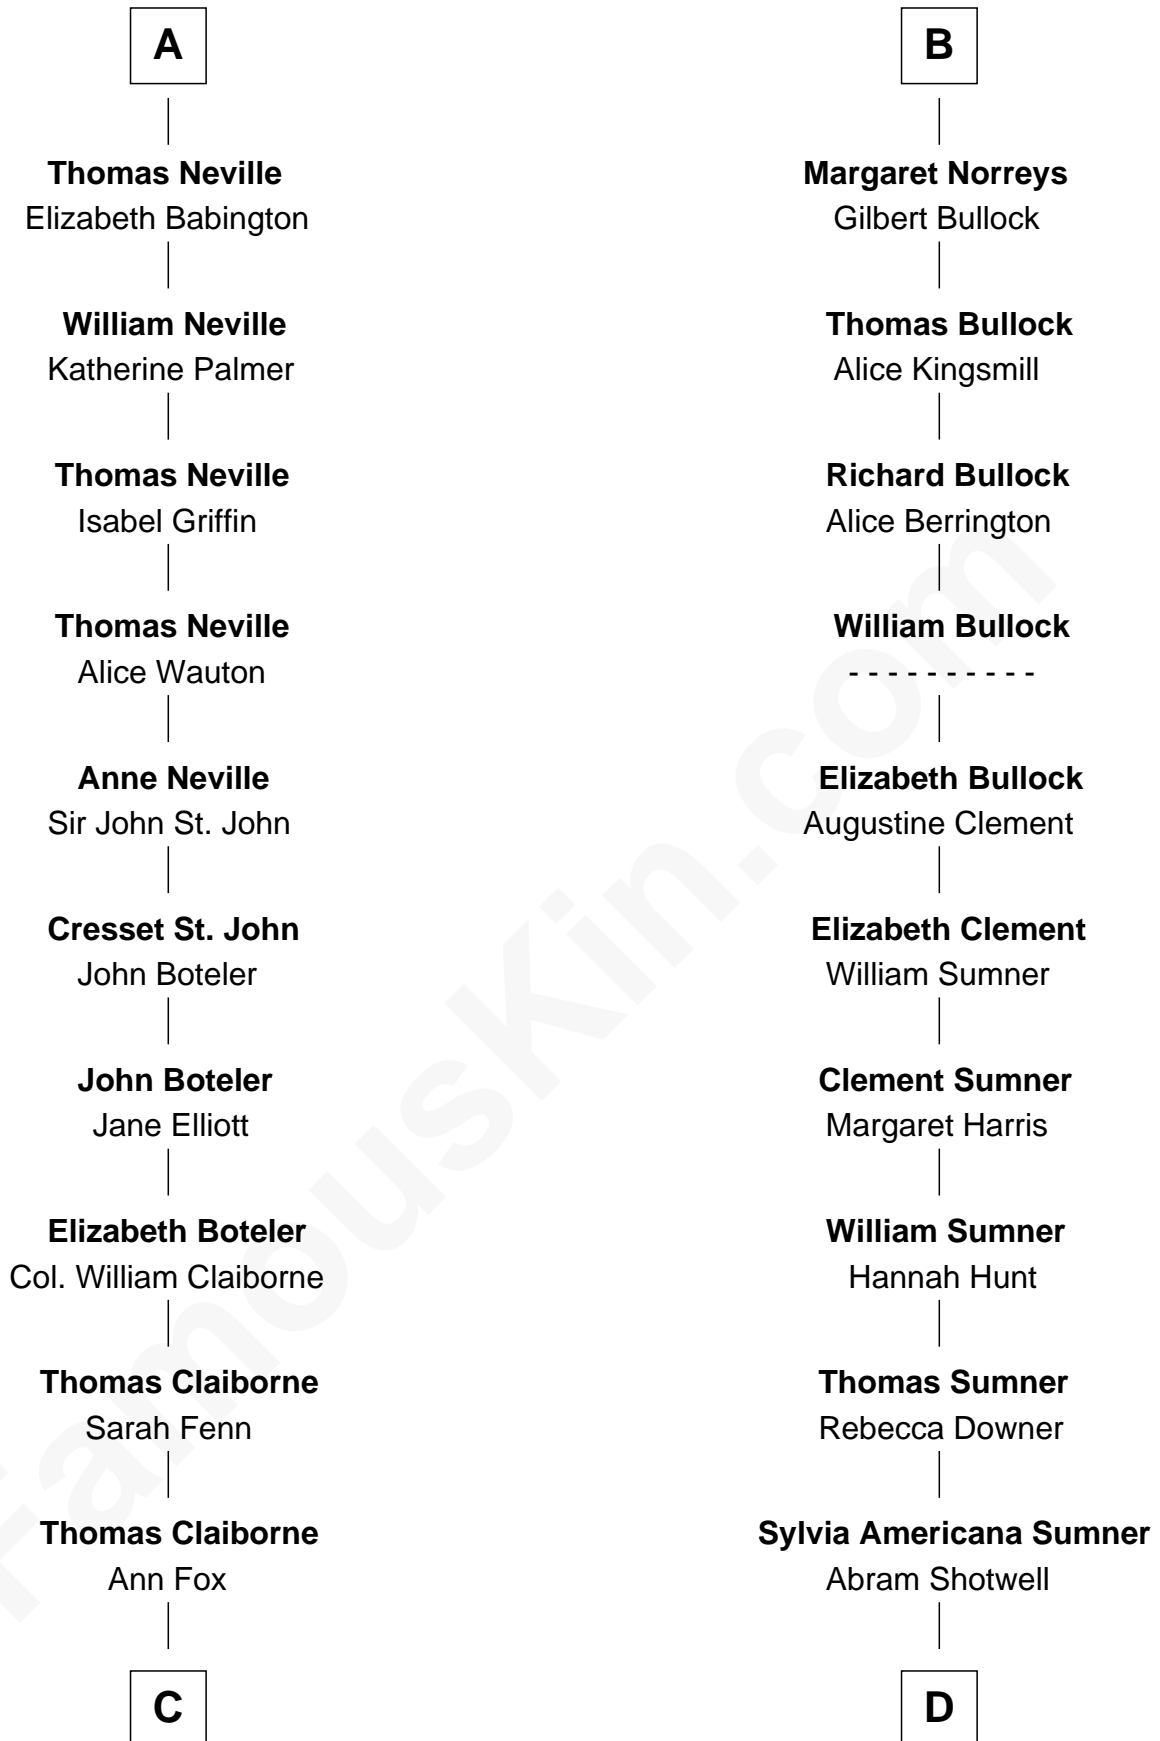 A
Thomas Neville
Elizabeth Babington
William Neville
Katherine Palmer
Thomas Neville
Isabel Griffin
Thomas Neville
Alice Wauton
Anne Neville
Sir John St. John
Cresset St. John
John Boteler
John Boteler
Jane Elliott
Elizabeth Boteler
Col. William Claiborne
Thomas Claiborne
Sarah Fenn
Thomas Claiborne
Ann Fox
C
B
Margaret Norreys
Gilbert Bullock
Thomas Bullock
Alice Kingsmill
Richard Bullock
Alice Berrington
William Bullock
- - - - - - - - - -
Elizabeth Bullock
Augustine Clement
Elizabeth Clement
William Sumner
Clement Sumner
Margaret Harris
William Sumner
Hannah Hunt
Thomas Sumner
Rebecca Downer
Sylvia Americana Sumner
Abram Shotwell
D
FamousKin.com